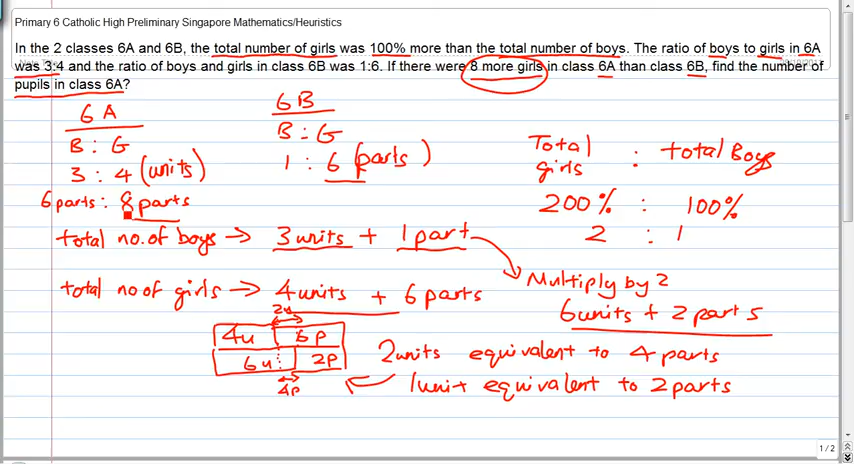 Primary 6 Catholic High Preliminary Singapore Mathematics/Heuristics
In the 2 classes 6A and 6B, the total number of girls was 100% more than the total number of boys. The ratio of boys to girls in 6A
was 3:4 and the ratio of boys and girls in class 6B was 1:6. If there were 8 more girls in class 6A than class 6B, find the number of
pupils in class 6A?
6A
B : G
3 : 4 (units)
6 parts : 8 parts
6B
B : G
1 : 6 (parts)
Total girls : total Boys
200% : 100%
2 : 1
total no. of boys → 3 units + 1 part
Multiply by 2
6 units + 2 parts
total no of girls → 4 units + 6 parts
2u
4u 6p
6u 2p
4p
2 units equivalent to 4 parts
1 unit equivalent to 2 parts
1 / 2